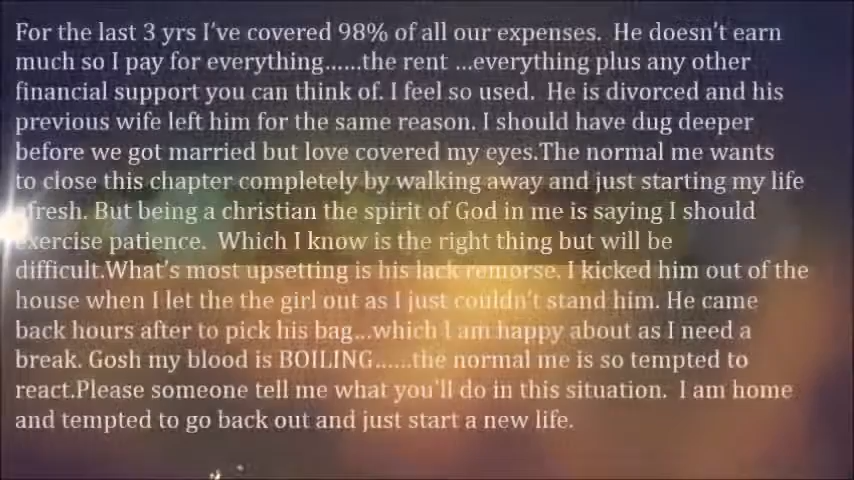 For the last 3 yrs I've covered 98% of all our expenses.  He doesn't earn
much so I pay for everything......the rent ...everything plus any other
financial support you can think of. I feel so used.  He is divorced and his
previous wife left him for the same reason. I should have dug deeper
before we got married but love covered my eyes.The normal me wants
to close this chapter completely by walking away and just starting my life
afresh. But being a christian the spirit of God in me is saying I should
exercise patience.  Which I know is the right thing but will be
difficult.What's most upsetting is his lack remorse. I kicked him out of the
house when I let the the girl out as I just couldn't stand him. He came
back hours after to pick his bag...which I am happy about as I need a
break. Gosh my blood is BOILING......the normal me is so tempted to
react.Please someone tell me what you'll do in this situation.  I am home
and tempted to go back out and just start a new life.